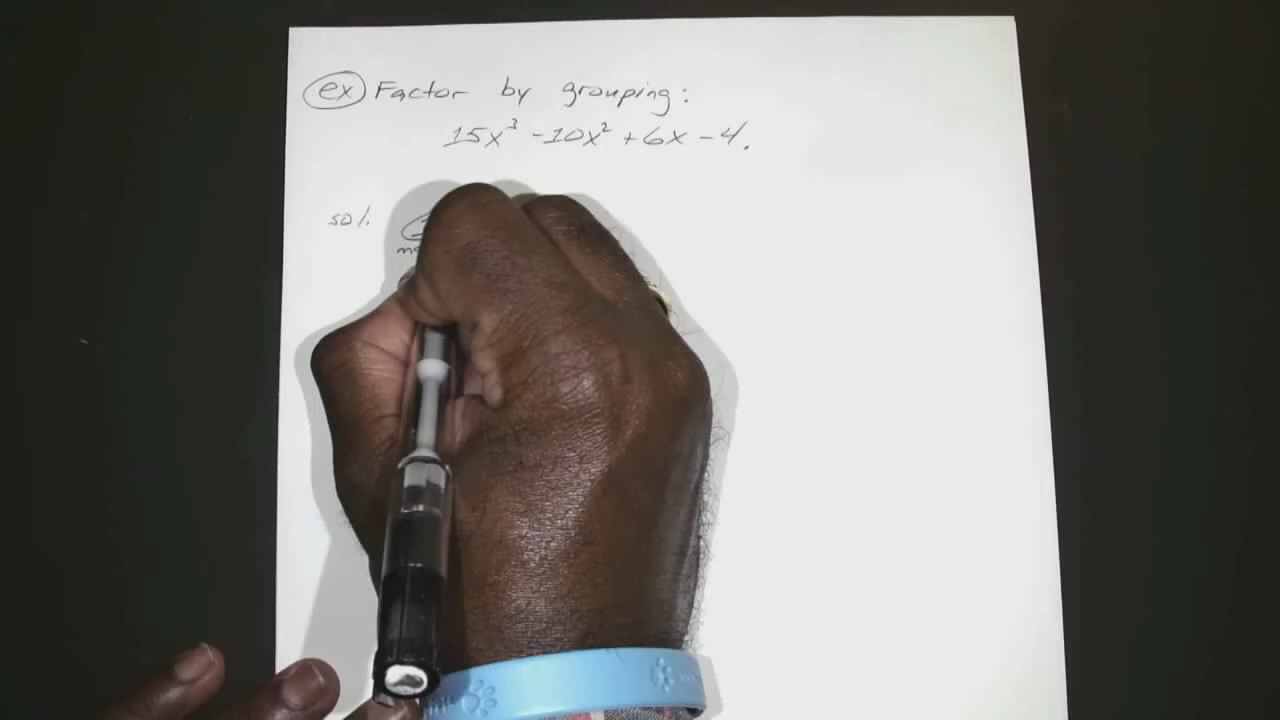 ex Factor by grouping:
15x³ -10x² +6x -4.
sol.